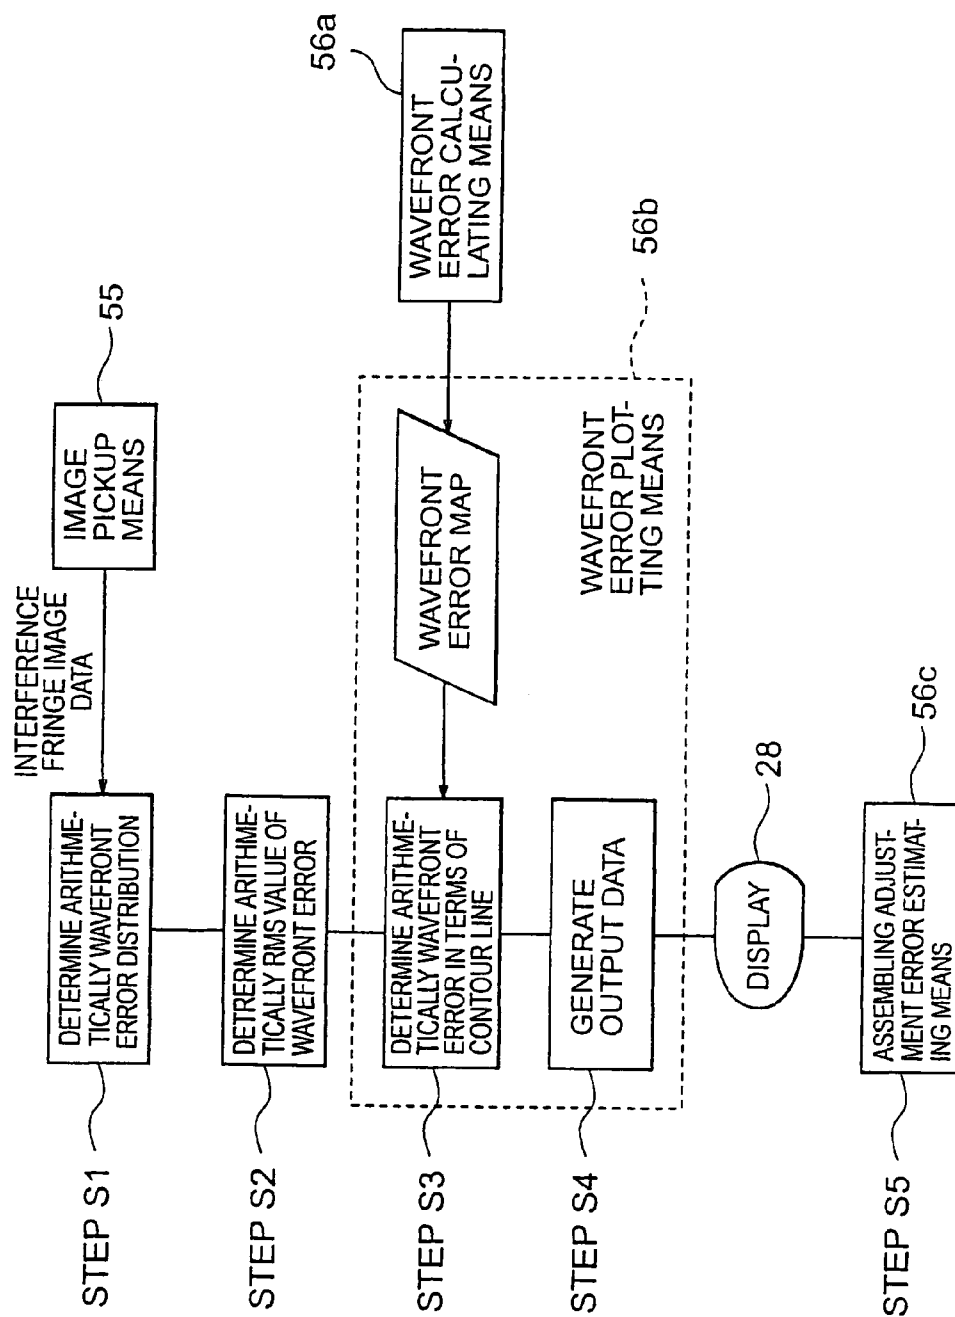 STEP S1
DETERMINE ARITHME-
TICALLY WAVEFRONT
ERROR DISTRIBUTION
INTERFERENCE
FRINGE IMAGE
DATA
IMAGE
PICKUP
MEANS
55
STEP S2
DETRERMINE ARITHME-
TICALLY RMS VALUE OF
WAVEFRONT ERROR
STEP S3
DETERMINE ARITHME-
TICALLY WAVEFRONT
ERROR IN TERMS OF
CONTOUR LINE
WAVEFRONT
ERROR MAP
WAVEFRONT
ERROR CALCU-
LATING MEANS
56a
STEP S4
GENERATE
OUTPUT DATA
WAVEFRONT
ERROR PLOT-
TING MEANS
56b
DISPLAY
28
STEP S5
ASSEMBLING ADJUST-
MENT ERROR ESTIMAT-
ING MEANS
56c